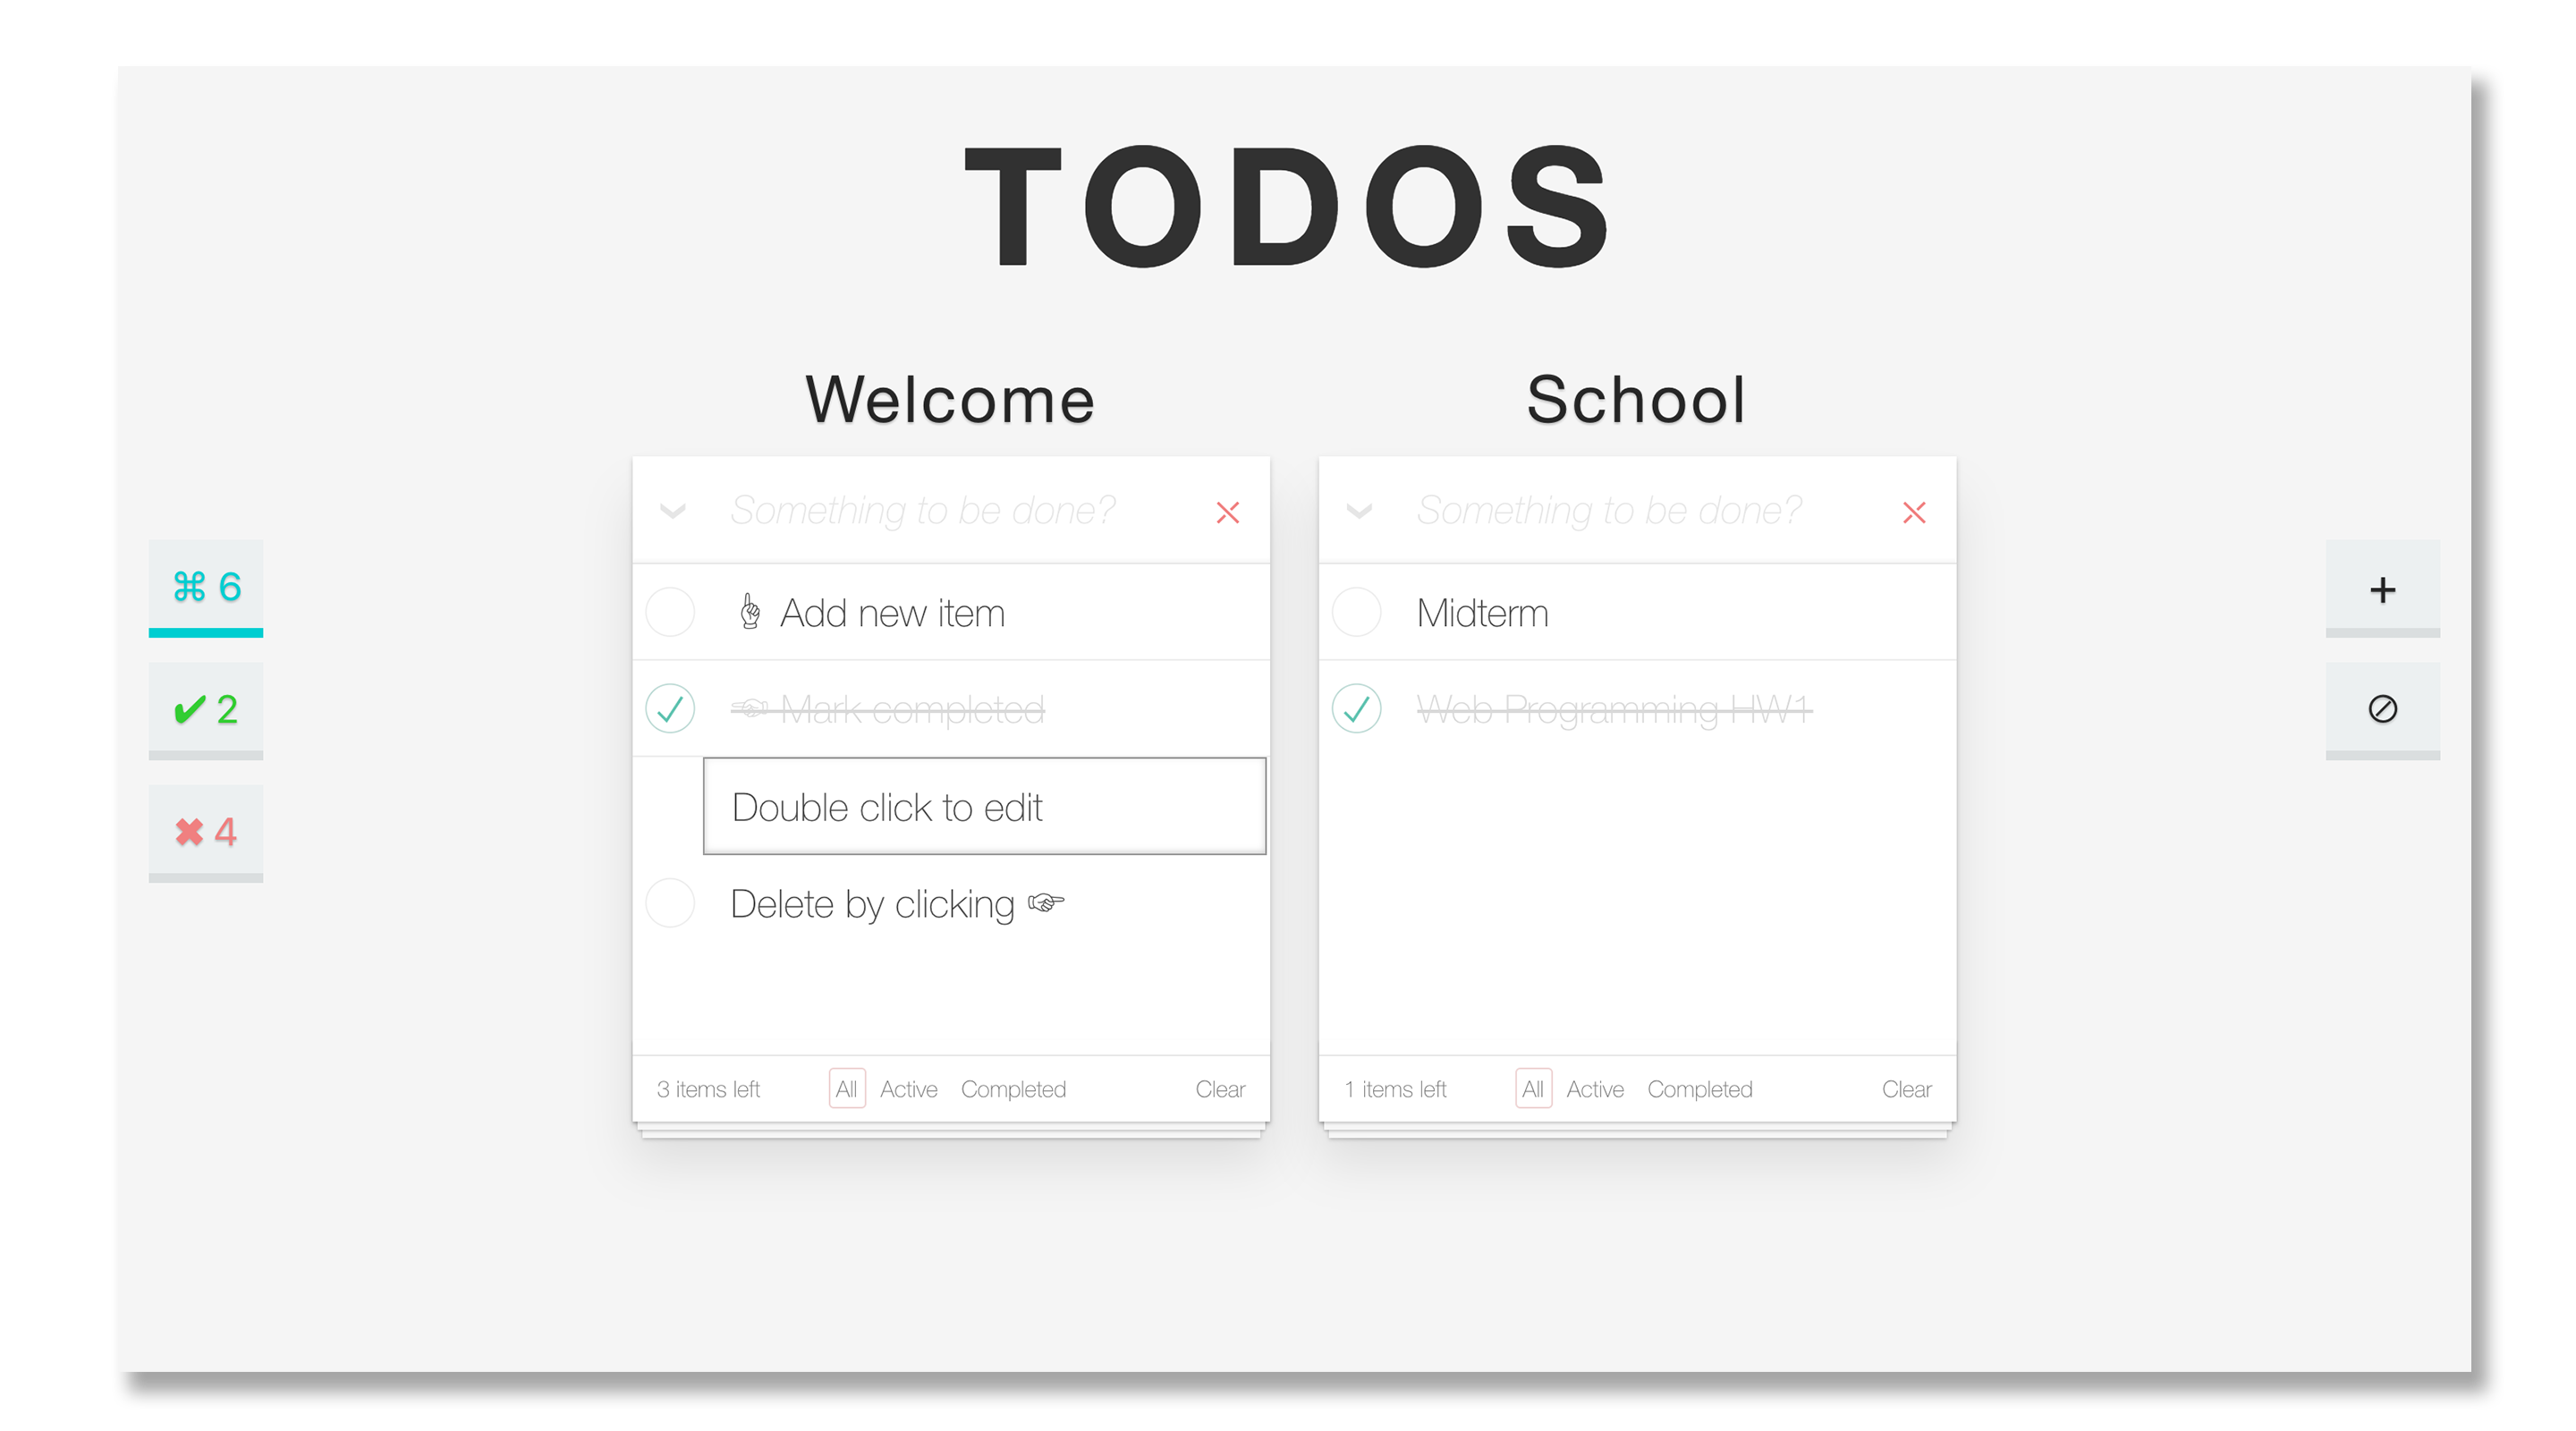 TODOS
Welcome
Something to be done?
☝ Add new item
☜ Mark completed
Double click to edit
Delete by clicking ☞
3 items left All Active Completed Clear
School
Something to be done?
Midterm
Web Programming HW1
1 items left All Active Completed Clear
⌘ 6
✔ 2
✖ 4
+
⊘